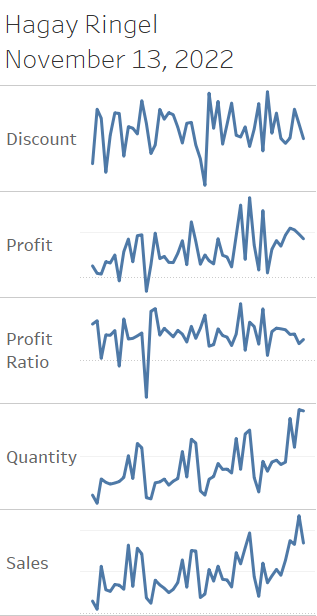 Hagay Ringel
November 13, 2022
Discount
Profit
Profit
Ratio
Quantity
Sales